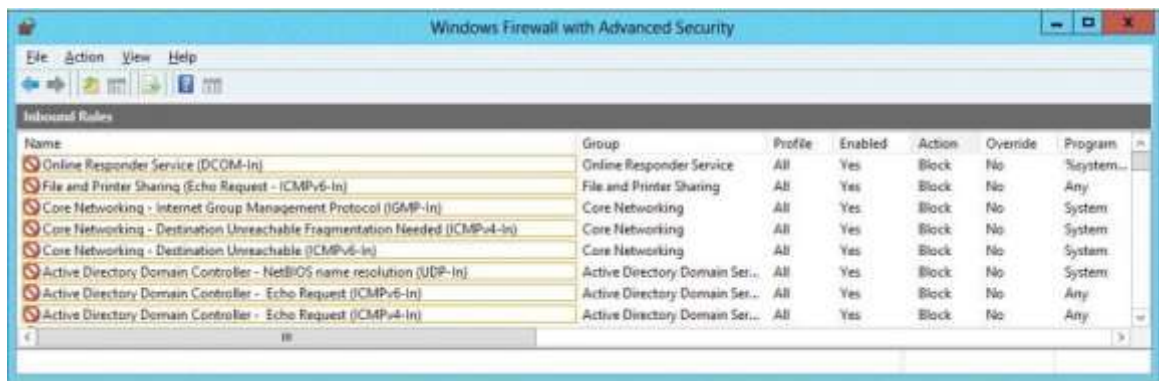 Windows Firewall with Advanced Security
File Action View Help
Inbound Rules
Name Group Profile Enabled Action Override Program
Online Responder Service (DCOM-In) Online Responder Service All Yes Block No %system...
File and Printer Sharing (Echo Request - ICMPv6-In) File and Printer Sharing All Yes Block No Any
Core Networking - Internet Group Management Protocol (IGMP-In) Core Networking All Yes Block No System
Core Networking - Destination Unreachable Fragmentation Needed (ICMPv4-In) Core Networking All Yes Block No System
Core Networking - Destination Unreachable (ICMPv6-In) Core Networking All Yes Block No System
Active Directory Domain Controller - NetBIOS name resolution (UDP-In) Active Directory Domain Ser... All Yes Block No System
Active Directory Domain Controller - Echo Request (ICMPv6-In) Active Directory Domain Ser... All Yes Block No Any
Active Directory Domain Controller - Echo Request (ICMPv4-In) Active Directory Domain Ser... All Yes Block No Any